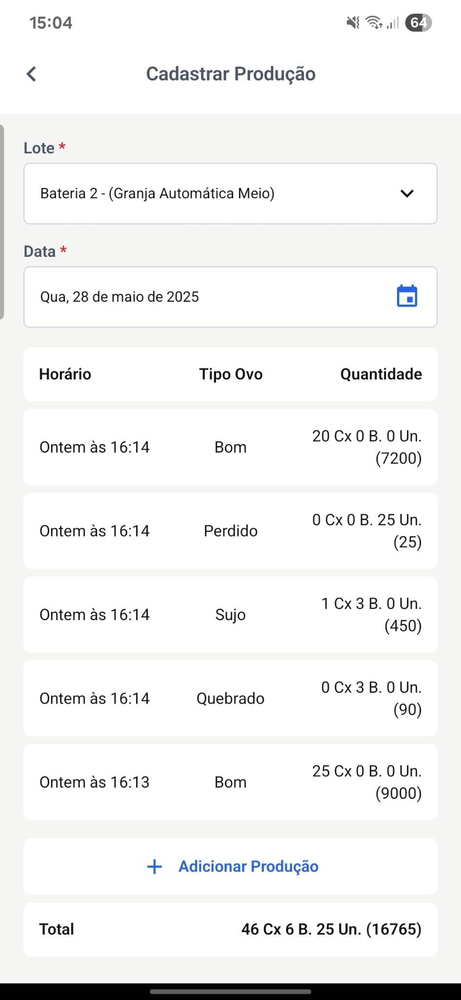 15:04
64
Cadastrar Produção
Lote *
Bateria 2 - (Granja Automática Meio)
Data *
Qua, 28 de maio de 2025
Horário Tipo Ovo Quantidade
Ontem às 16:14 Bom 20 Cx 0 B. 0 Un.
(7200)
Ontem às 16:14 Perdido 0 Cx 0 B. 25 Un.
(25)
Ontem às 16:14 Sujo 1 Cx 3 B. 0 Un.
(450)
Ontem às 16:14 Quebrado 0 Cx 3 B. 0 Un.
(90)
Ontem às 16:13 Bom 25 Cx 0 B. 0 Un.
(9000)
+ Adicionar Produção
Total 46 Cx 6 B. 25 Un. (16765)